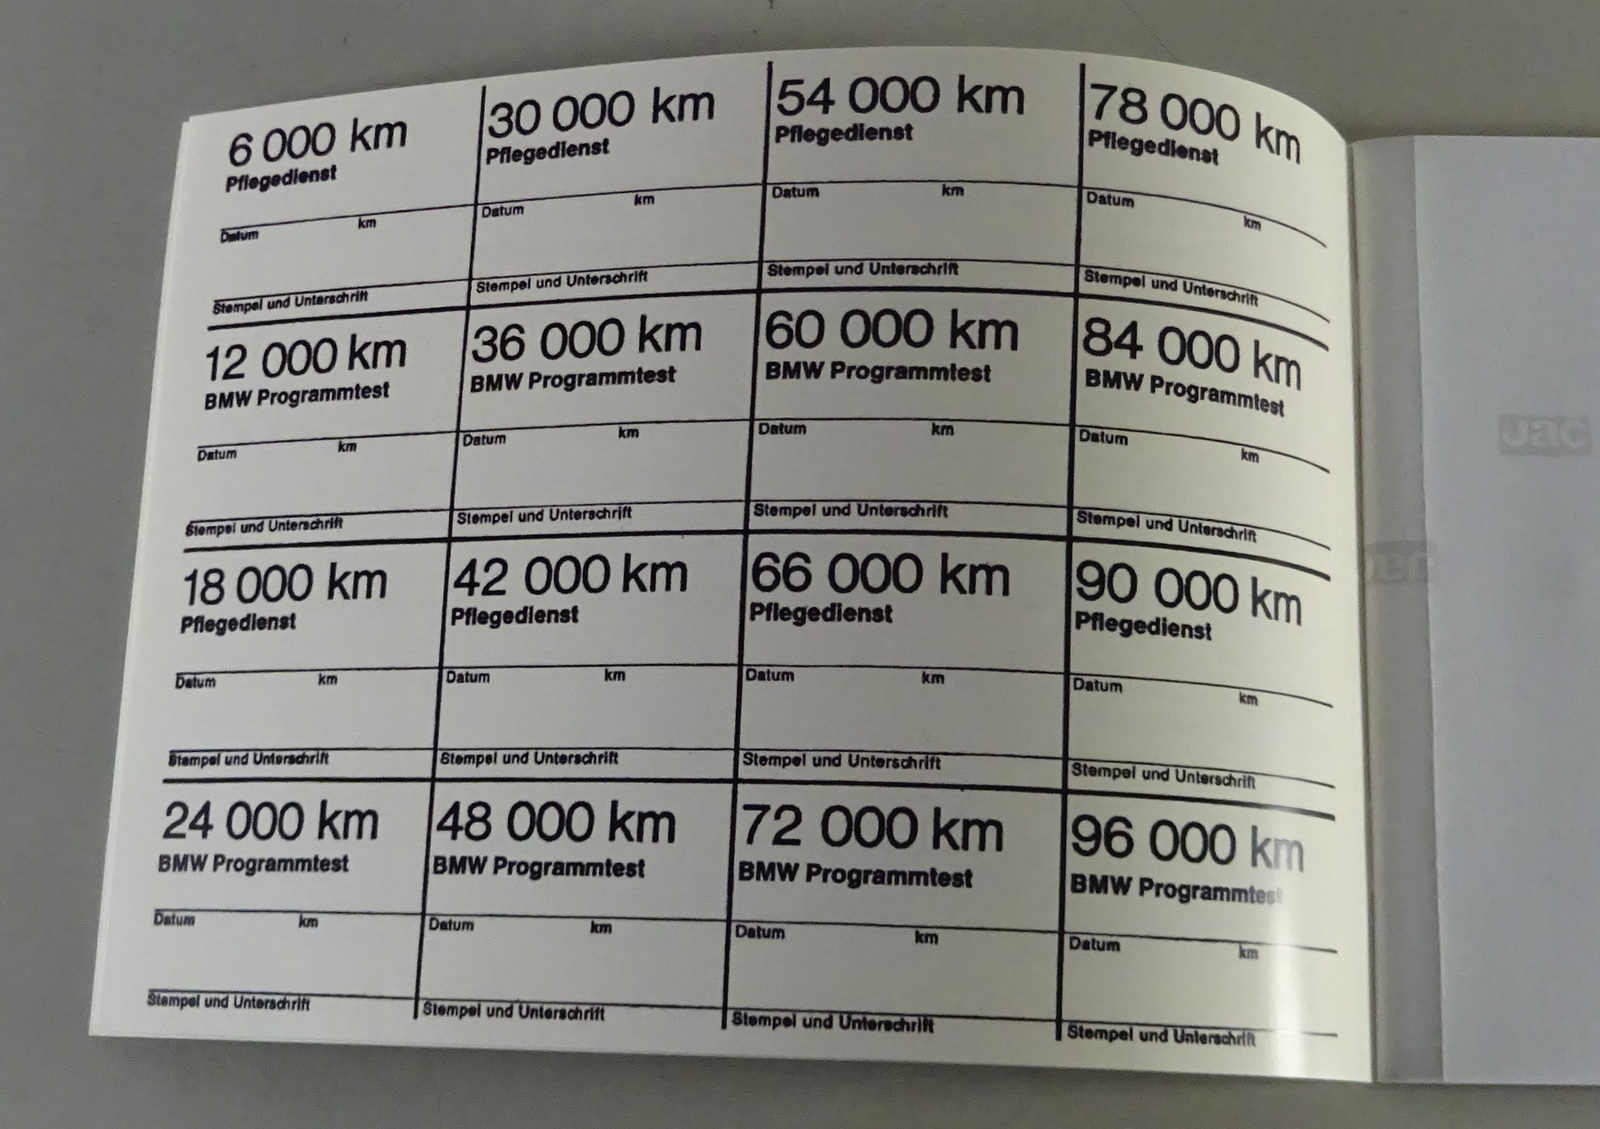 6 000 km
Pflegedienst
Datum km
Stempel und Unterschrift
12 000 km
BMW Programmtest
Datum km
Stempel und Unterschrift
18 000 km
Pflegedienst
Datum km
Stempel und Unterschrift
24 000 km
BMW Programmtest
Datum km
Stempel und Unterschrift
30 000 km
Pflegedienst
Datum km
Stempel und Unterschrift
36 000 km
BMW Programmtest
Datum km
Stempel und Unterschrift
42 000 km
Pflegedienst
Datum km
Stempel und Unterschrift
48 000 km
BMW Programmtest
Datum km
Stempel und Unterschrift
54 000 km
Pflegedienst
Datum km
Stempel und Unterschrift
60 000 km
BMW Programmtest
Datum km
Stempel und Unterschrift
66 000 km
Pflegedienst
Datum km
Stempel und Unterschrift
72 000 km
BMW Programmtest
Datum km
Stempel und Unterschrift
78 000 km
Pflegedienst
Datum km
Stempel und Unterschrift
84 000 km
BMW Programmtest
Datum km
Stempel und Unterschrift
90 000 km
Pflegedienst
Datum km
Stempel und Unterschrift
96 000 km
BMW Programmtest
Datum km
Stempel und Unterschrift